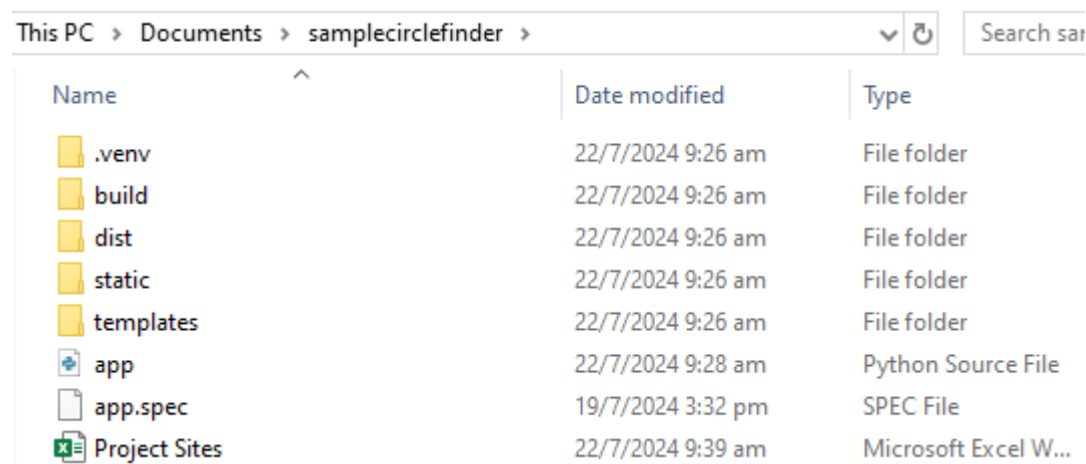 This PC > Documents > samplecirclefinder >
Search sar
Name Date modified Type
.venv 22/7/2024 9:26 am File folder
build 22/7/2024 9:26 am File folder
dist 22/7/2024 9:26 am File folder
static 22/7/2024 9:26 am File folder
templates 22/7/2024 9:26 am File folder
app 22/7/2024 9:28 am Python Source File
app.spec 19/7/2024 3:32 pm SPEC File
Project Sites 22/7/2024 9:39 am Microsoft Excel W...